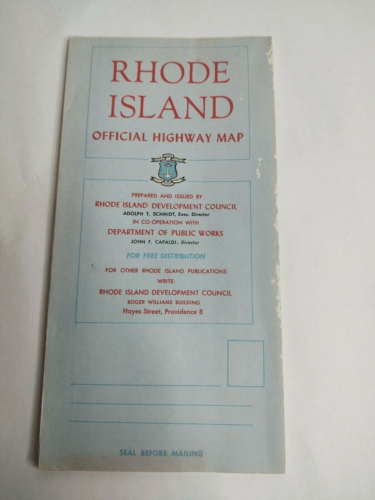 RHODE
ISLAND
OFFICIAL HIGHWAY MAP
PREPARED AND ISSUED BY
RHODE ISLAND DEVELOPMENT COUNCIL
ADOLPH T. SCHMIDT, Exec. Director
IN CO-OPERATION WITH
DEPARTMENT OF PUBLIC WORKS
JOHN F. CAPALDI, Director
FOR FREE DISTRIBUTION
FOR OTHER RHODE ISLAND PUBLICATIONS
WRITE:
RHODE ISLAND DEVELOPMENT COUNCIL
ROGER WILLIAMS BUILDING
Hayes Street, Providence 8
SEAL BEFORE MAILING